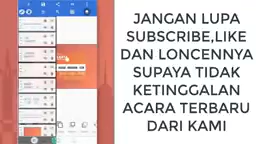 JANGAN LUPA
SUBSCRIBE,LIKE
DAN LONCENNYA
SUPAYA TIDAK
KETINGGALAN
ACARA TERBARU
DARI KAMI